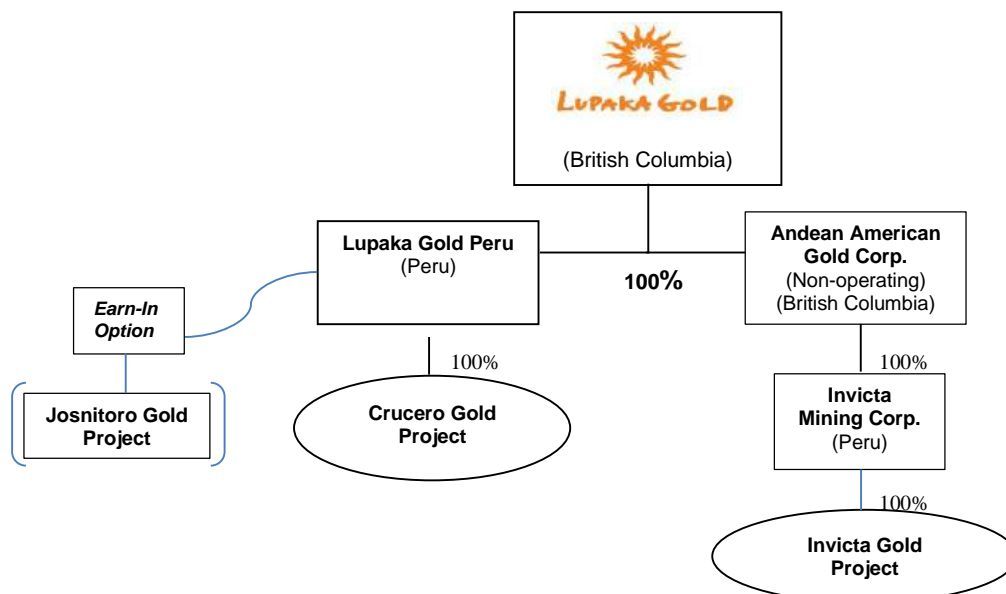 LUPAKA GOLD
(British Columbia)
Lupaka Gold Peru
(Peru)
100%
Andean American
Gold Corp.
(Non-operating)
(British Columbia)
Earn-In
Option
100%
100%
Josnitoro Gold
Project
Crucero Gold
Project
Invicta
Mining Corp.
(Peru)
100%
Invicta Gold
Project